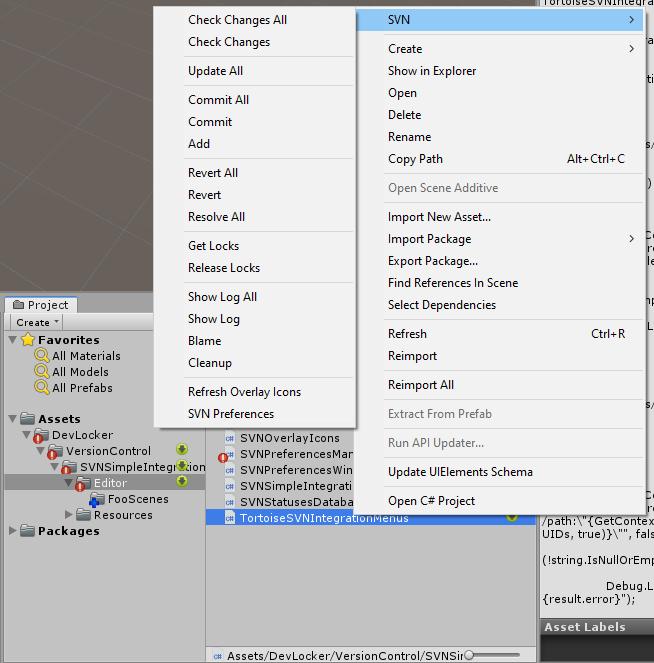 Check Changes All
Check Changes
Update All
Commit All
Commit
Add
Revert All
Revert
Resolve All
Get Locks
Release Locks
Show Log All
Show Log
Blame
Cleanup
Refresh Overlay Icons
SVN Preferences
SVN
Create
Show in Explorer
Open
Delete
Rename
Copy Path Alt+Ctrl+C
Open Scene Additive
Import New Asset...
Import Package
Export Package...
Find References In Scene
Select Dependencies
Refresh Ctrl+R
Reimport
Reimport All
Extract From Prefab
Run API Updater...
Update UIElements Schema
Open C# Project
Project
Create
Favorites
All Materials
All Models
All Prefabs
Assets
DevLocker
VersionControl
SVNSimpleIntegration
Editor
FooScenes
Resources
Packages
SVNOverlayIcons
SVNPreferencesMan
SVNPreferencesWin
SVNSimpleIntegrati
SVNStatusesDataba
TortoiseSVNIntegrationMenus
Assets/DevLocker/VersionControl/SVNSi
TortoiseSVNIntegra
/path:\"{GetContex
UIDs, true)}\"", fals
(!string.IsNullOrEmp
Debug.L
{result.error}");
Asset Labels